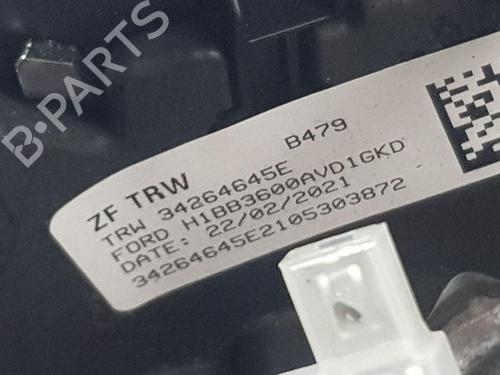 B479
ZF TRW
TRW 34264645E
FORD H1BB3600AVD1GKD
DATE: 22/02/2021
34264645E2105303872
B-PARTS